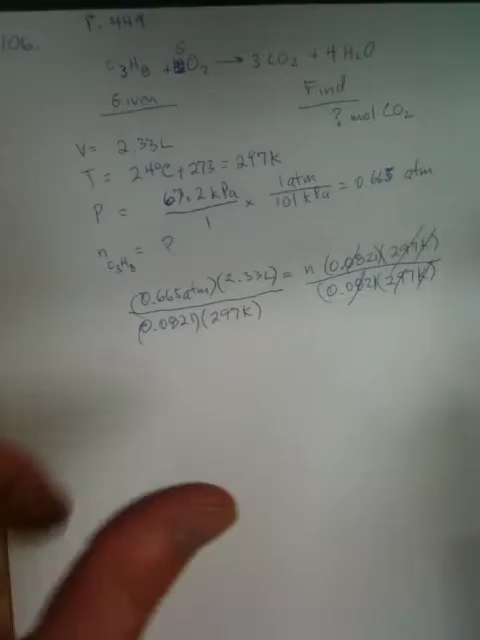 P. 449
106.
C3H8 + 5O2 → 3CO2 + 4H2O
Given
Find
? mol CO2
V = 2.33L
T = 24°C + 273 = 297K
P = 67.2 kPa / 1 × 1 atm / 101 kPa = 0.665 atm
n C3H8 = ?
(0.665atm)(2.33L) / (0.0821)(297K) = n (0.0821)(297K) / (0.0821)(297K)